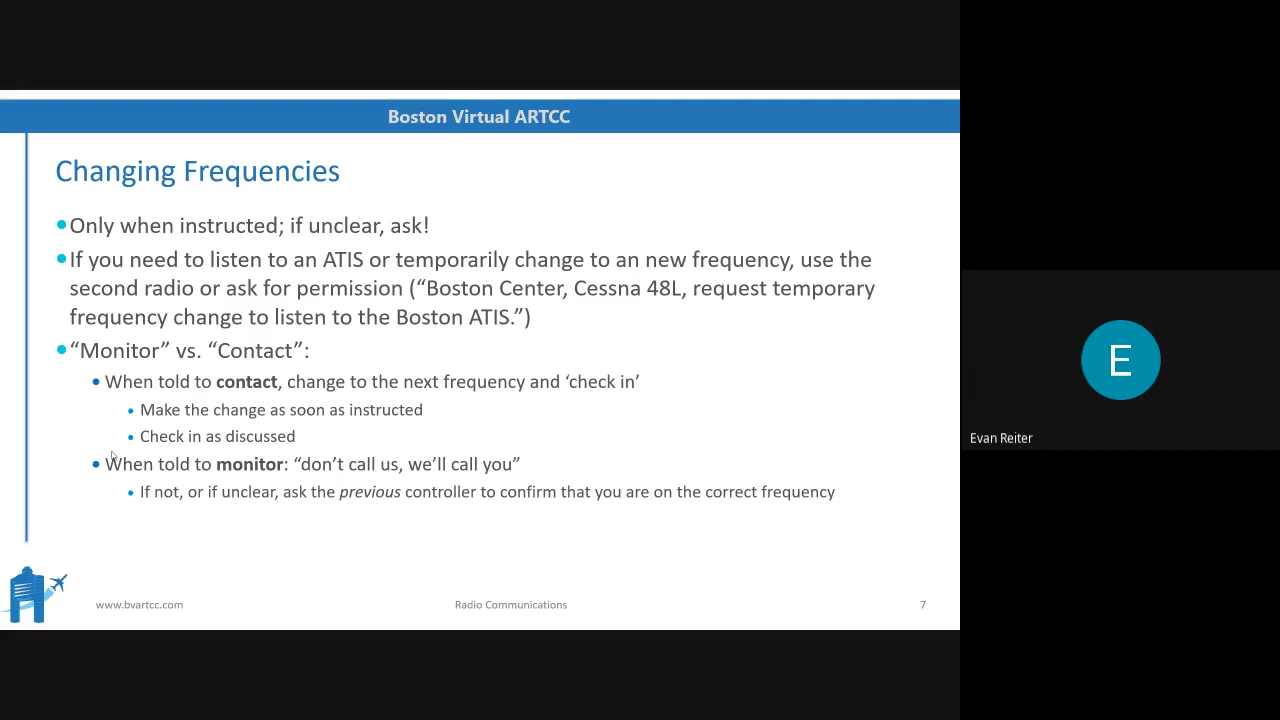 Boston Virtual ARTCC
Changing Frequencies
•Only when instructed; if unclear, ask!
•If you need to listen to an ATIS or temporarily change to an new frequency, use the
second radio or ask for permission (“Boston Center, Cessna 48L, request temporary
frequency change to listen to the Boston ATIS.”)
•“Monitor” vs. “Contact”:
• When told to contact, change to the next frequency and ‘check in’
• Make the change as soon as instructed
• Check in as discussed
• When told to monitor: “don’t call us, we’ll call you”
• If not, or if unclear, ask the previous controller to confirm that you are on the correct frequency
www.bvartcc.com
Radio Communications
7
E
Evan Reiter